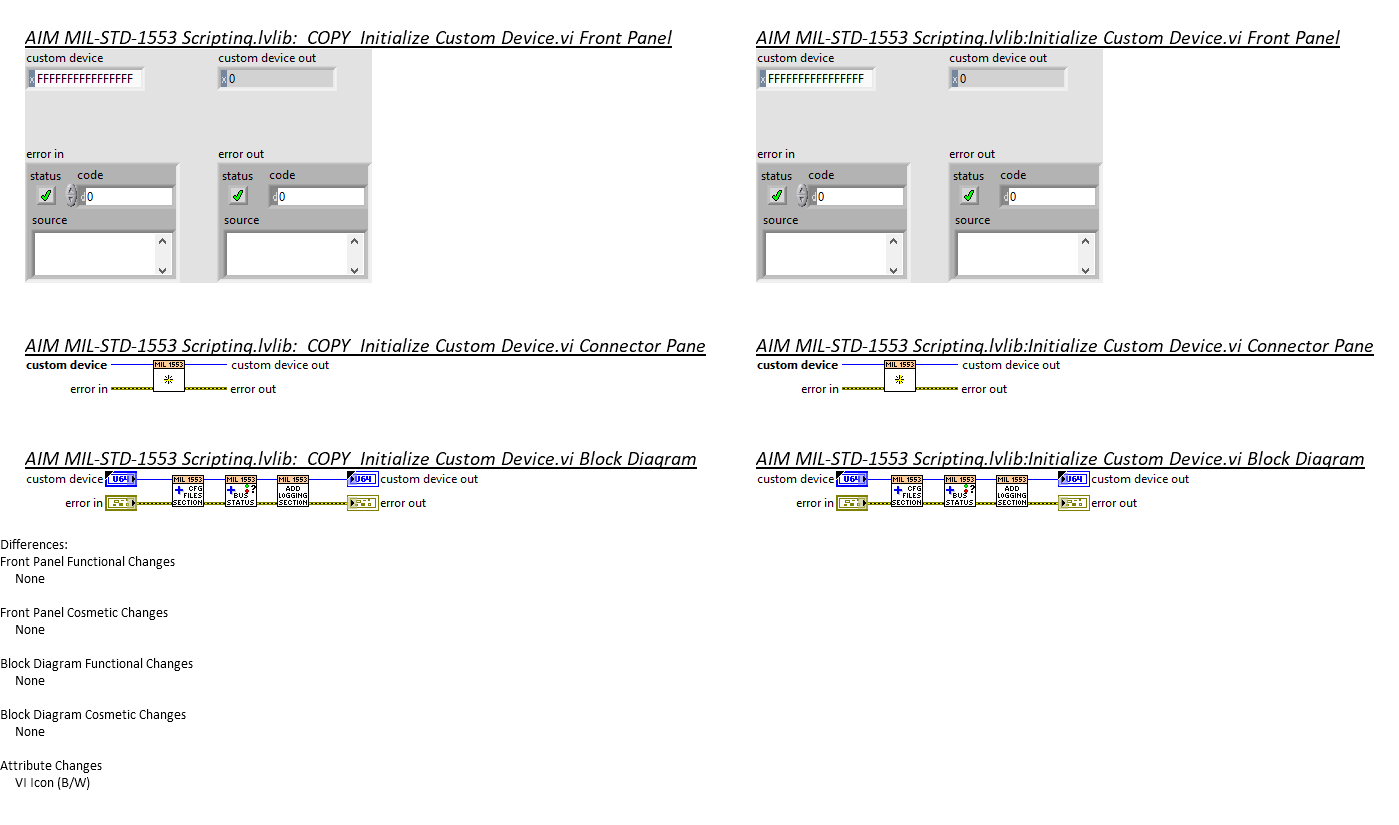 AIM MIL-STD-1553 Scripting.lvlib:_COPY_Initialize Custom Device.vi Front Panel
custom device
custom device out
x FFFFFFFFFFFFFFFF
x 0
error in
error out
status
code
status
code
d 0
d 0
source
source
AIM MIL-STD-1553 Scripting.lvlib:Initialize Custom Device.vi Front Panel
custom device
custom device out
x FFFFFFFFFFFFFFFF
x 0
error in
error out
status
code
status
code
d 0
d 0
source
source
AIM MIL-STD-1553 Scripting.lvlib:_COPY_Initialize Custom Device.vi Connector Pane
custom device
MIL 1553
custom device out
error in
error out
AIM MIL-STD-1553 Scripting.lvlib:Initialize Custom Device.vi Connector Pane
custom device
MIL 1553
custom device out
error in
error out
AIM MIL-STD-1553 Scripting.lvlib:_COPY_Initialize Custom Device.vi Block Diagram
custom device
U64
MIL 1553
CFG
FILES
SECTION
MIL 1553
?
BUS
STATUS
MIL 1553
ADD
LOGGING
SECTION
U64
custom device out
error in
error out
AIM MIL-STD-1553 Scripting.lvlib:Initialize Custom Device.vi Block Diagram
custom device
U64
MIL 1553
CFG
FILES
SECTION
MIL 1553
?
BUS
STATUS
MIL 1553
ADD
LOGGING
SECTION
U64
custom device out
error in
error out
Differences:
Front Panel Functional Changes
None
Front Panel Cosmetic Changes
None
Block Diagram Functional Changes
None
Block Diagram Cosmetic Changes
None
Attribute Changes
VI Icon (B/W)